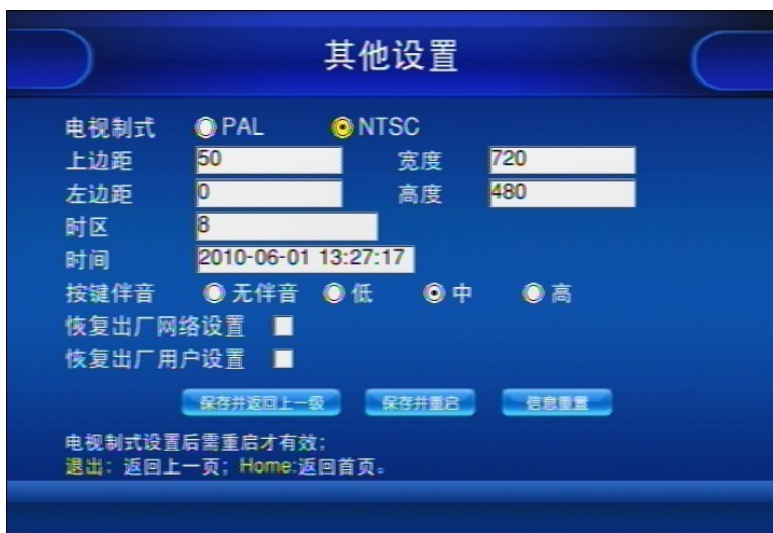 其他设置
电视制式 PAL NTSC
上边距 50 宽度 720
左边距 0 高度 480
时区 8
时间 2010-06-01 13:27:17
按键伴音 无伴音 低 中 高
恢复出厂网络设置
恢复出厂用户设置
保存并返回上一级 保存并重启 信息重置
电视制式设置后需重启才有效;
退出: 返回上一页; Home:返回首页。